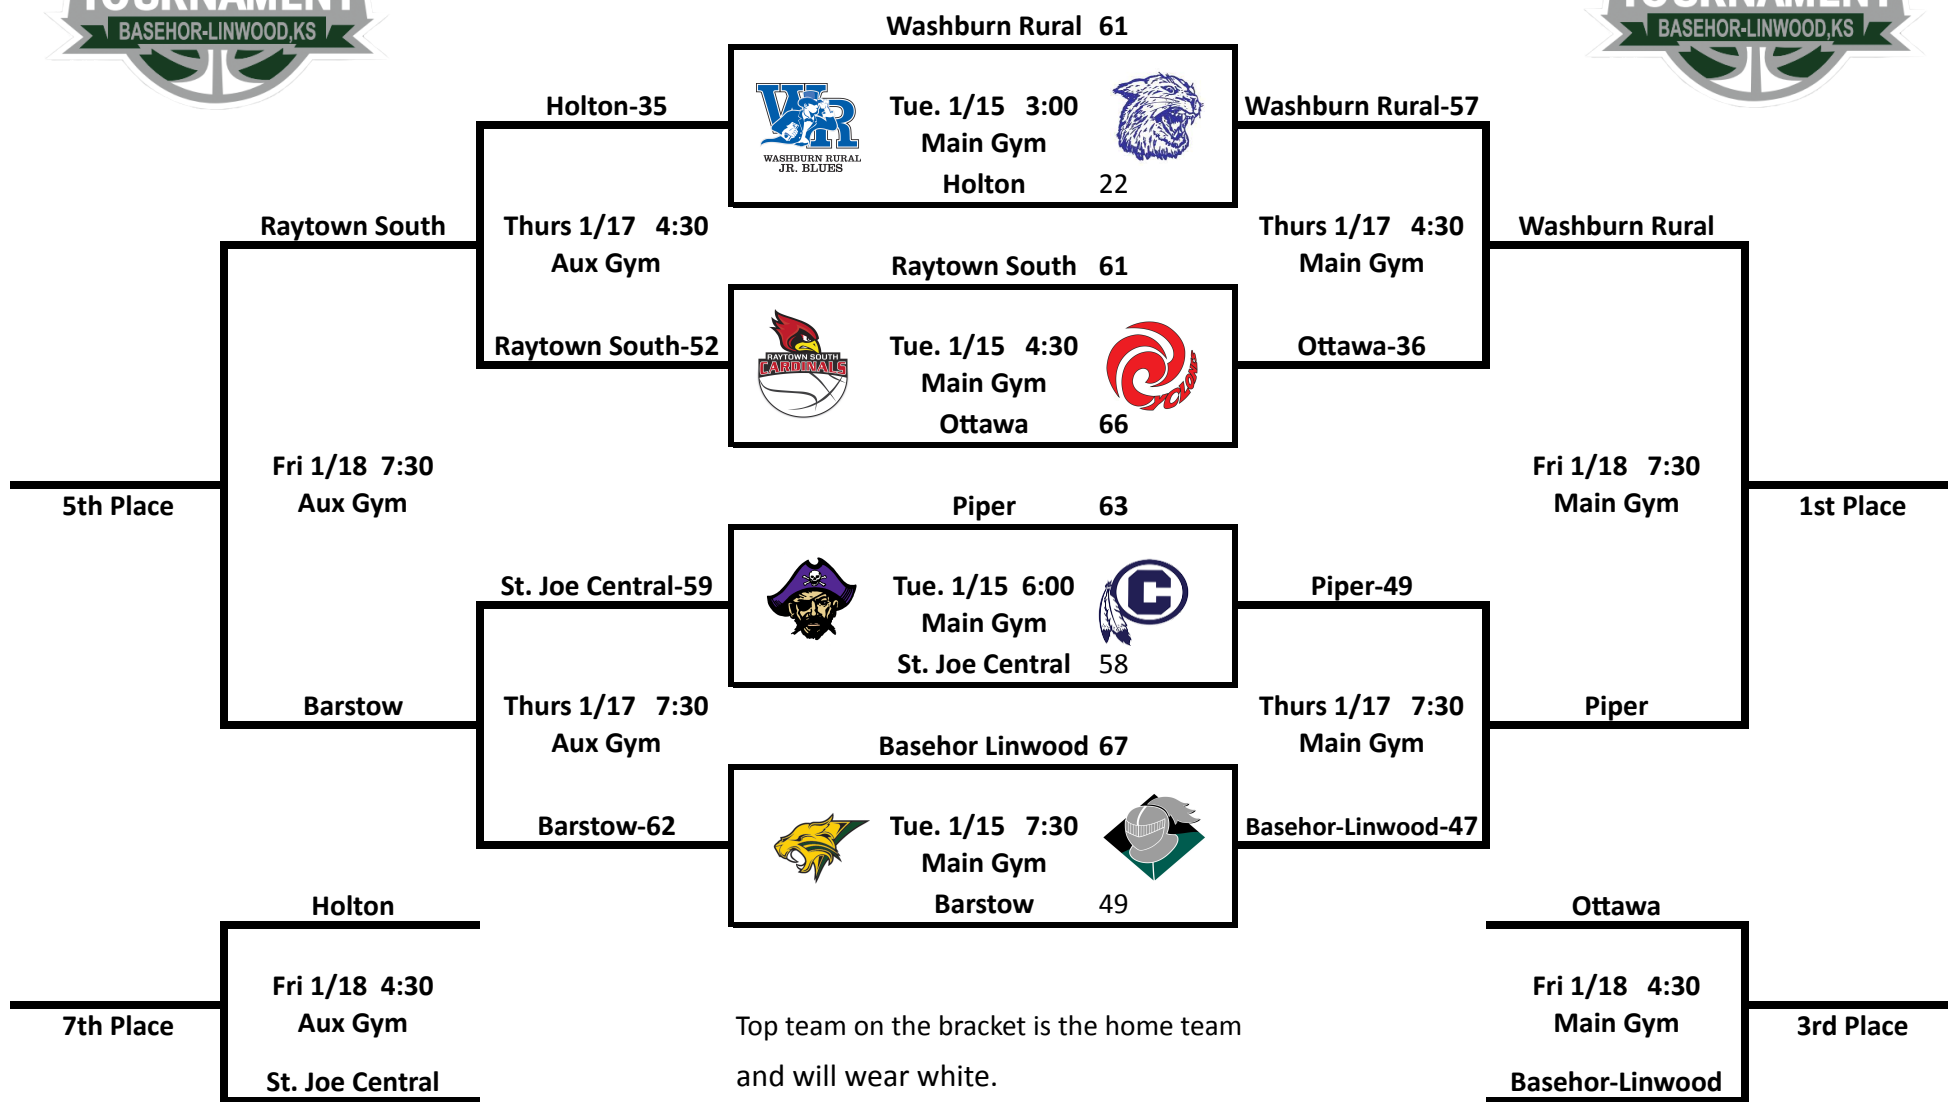 TOURNAMENT
BASEHOR-LINWOOD,KS
TOURNAMENT
BASEHOR-LINWOOD,KS
Washburn Rural 61
Holton-35
WR
WASHBURN RURAL
JR. BLUES
Tue. 1/15 3:00
Main Gym
Holton 22
Washburn Rural-57
Raytown South
Thurs 1/17 4:30
Aux Gym
Thurs 1/17 4:30
Main Gym
Washburn Rural
Raytown South 61
Raytown South-52
RAYTOWN SOUTH
CARDINALS
Tue. 1/15 4:30
Main Gym
Ottawa 66
CYCLONES
Ottawa-36
Fri 1/18 7:30
Aux Gym
5th Place
Fri 1/18 7:30
Main Gym
1st Place
Piper 63
St. Joe Central-59
Tue. 1/15 6:00
Main Gym
St. Joe Central 58
C
Piper-49
Barstow
Thurs 1/17 7:30
Aux Gym
Thurs 1/17 7:30
Main Gym
Piper
Basehor Linwood 67
Barstow-62
Tue. 1/15 7:30
Main Gym
Barstow 49
Basehor-Linwood-47
Holton
Fri 1/18 4:30
Aux Gym
7th Place
St. Joe Central
Top team on the bracket is the home team
and will wear white.
Ottawa
Fri 1/18 4:30
Main Gym
3rd Place
Basehor-Linwood